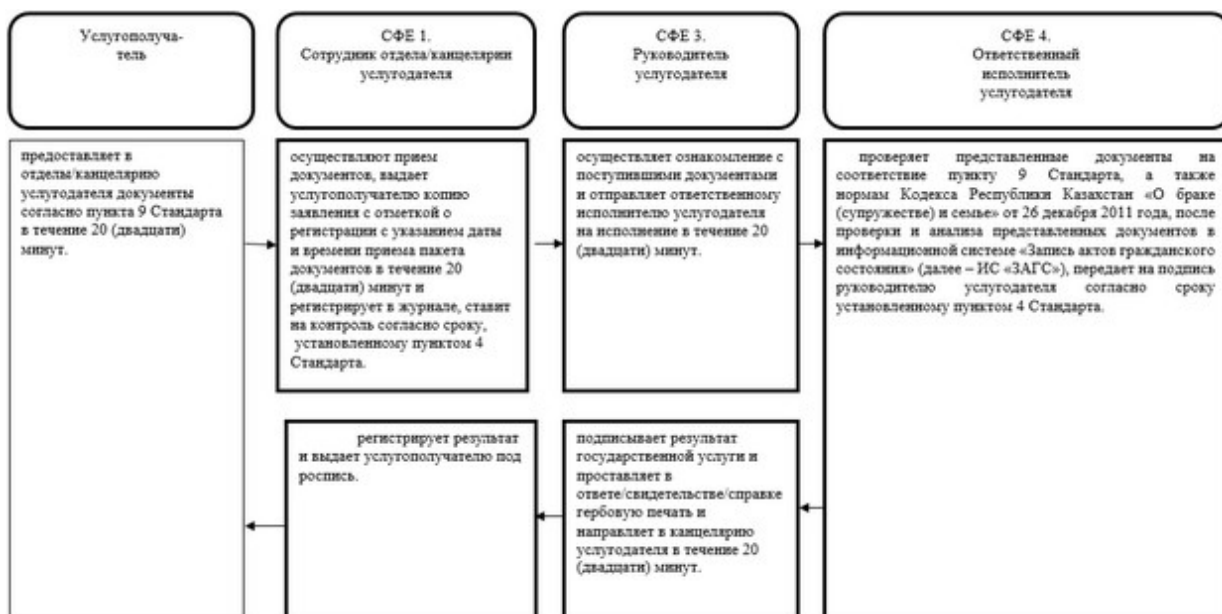 Услугополуча-
тель
СФЕ 1.
Сотрудник отдела/канцелярии
услугодателя
СФЕ 3.
Руководитель
услугодателя
СФЕ 4.
Ответственный
исполнитель
услугодателя
предоставляет в
отделы/канцелярию
услугодателя документы
согласно пункта 9 Стандарта
в течение 20 (двадцати)
минут.
осуществляют прием
документов, выдает
услугополучателю копию
заявления с отметкой о
регистрации с указанием даты
и времени приема пакета
документов в течение 20
(двадцати) минут и
регистрирует в журнале, ставит
на контроль согласно сроку,
установленному пунктом 4
Стандарта.
осуществляет ознакомление с
поступившими документами
и отправляет ответственному
исполнителю услугодателя
на исполнение в течение 20
(двадцати) минут.
проверяет представленные документы на
соответствие пункту 9 Стандарта, а также
нормам Кодекса Республики Казахстан «О браке
(супружестве) и семье» от 26 декабря 2011 года, после
проверки и анализа представленных документов в
информационной системе «Запись актов гражданского
состояния» (далее – ИС «ЗАГС»), передает на подпись
руководителю услугодателя согласно сроку
установленному пунктом 4 Стандарта.
регистрирует результат
и выдает услугополучателю под
роспись.
подписывает результат
государственной услуги и
проставляет в
ответе/свидетельстве/справке
гербовую печать и
направляет в канцелярию
услугодателя в течение 20
(двадцати) минут.